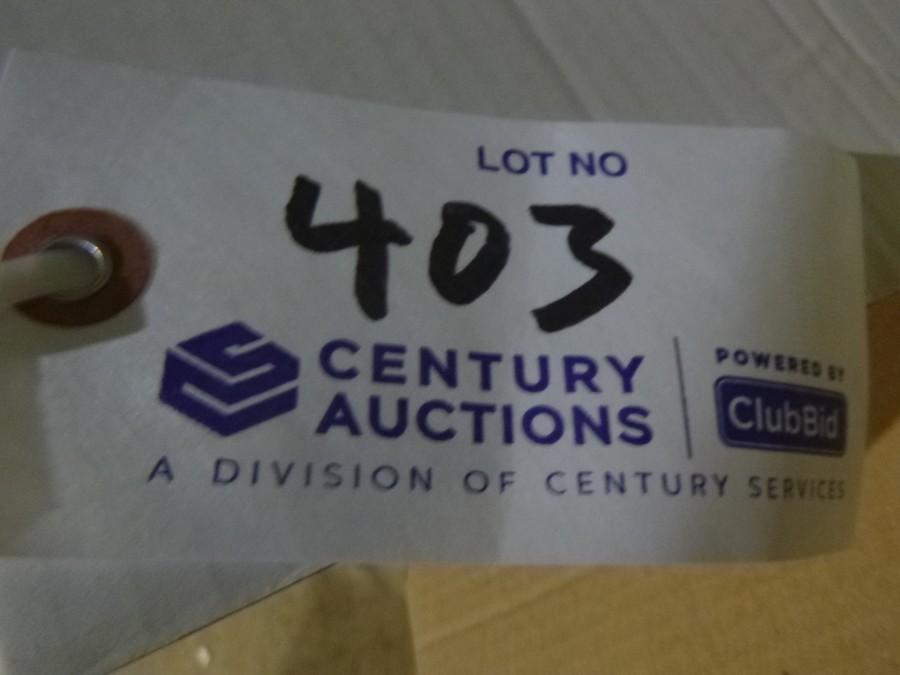 LOT NO
403
CENTURY
AUCTIONS
POWERED BY
ClubBid
A DIVISION OF CENTURY SERVICES